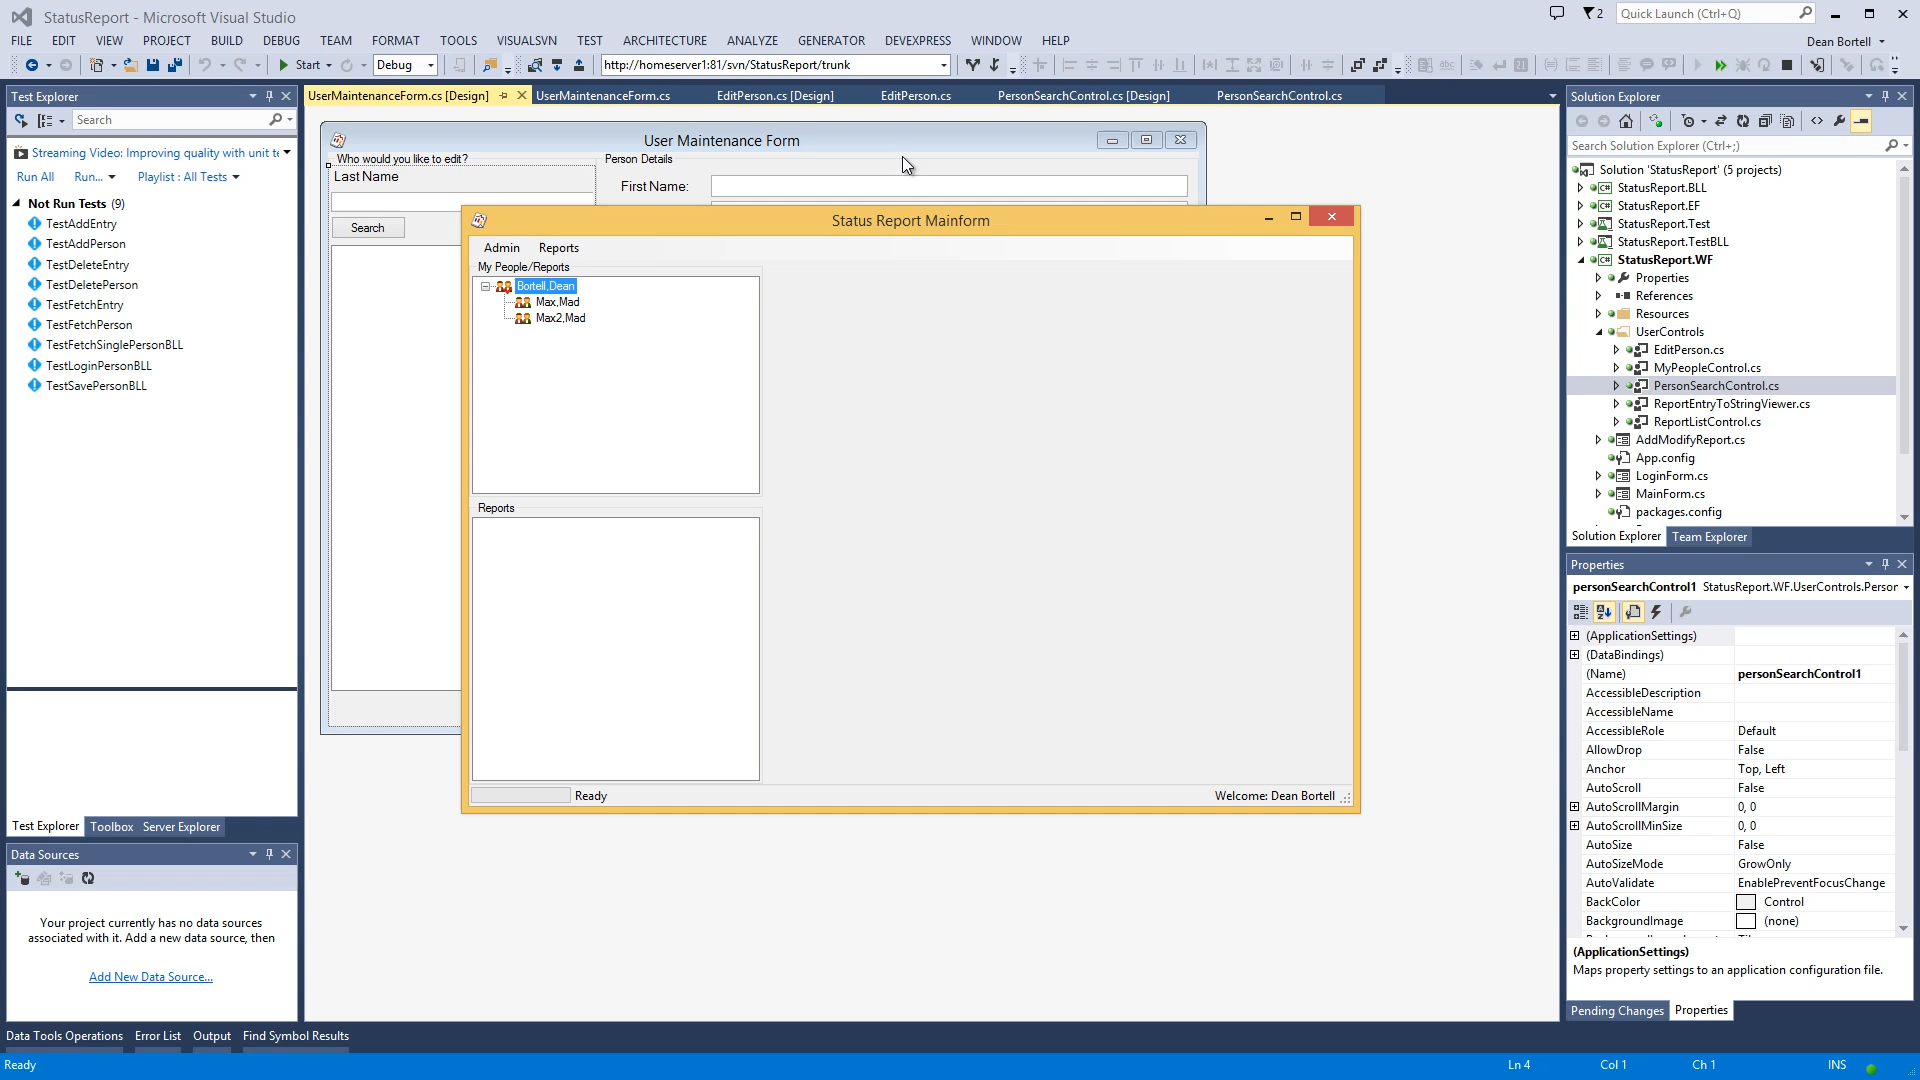 StatusReport - Microsoft Visual Studio
2
Quick Launch (Ctrl+Q)
FILE EDIT VIEW PROJECT BUILD DEBUG TEAM FORMAT TOOLS VISUALSVN TEST ARCHITECTURE ANALYZE GENERATOR DEVEXPRESS WINDOW HELP
Dean Bortell
Start Debug http://homeserver1:81/svn/StatusReport/trunk
Test Explorer
Search
Streaming Video: Improving quality with unit te
Run All Run... Playlist : All Tests
Not Run Tests (9)
TestAddEntry
TestAddPerson
TestDeleteEntry
TestDeletePerson
TestFetchEntry
TestFetchPerson
TestFetchSinglePersonBLL
TestLoginPersonBLL
TestSavePersonBLL
Test Explorer Toolbox Server Explorer
Data Sources
Your project currently has no data sources
associated with it. Add a new data source, then
Add New Data Source...
UserMaintenanceForm.cs [Design] UserMaintenanceForm.cs EditPerson.cs [Design] EditPerson.cs PersonSearchControl.cs [Design] PersonSearchControl.cs
User Maintenance Form
Who would you like to edit? Person Details
Last Name
First Name:
Search
Status Report Mainform
Admin Reports
My People/Reports
Bortell,Dean
Max,Mad
Max2,Mad
Reports
Ready
Welcome: Dean Bortell
Solution Explorer
Search Solution Explorer (Ctrl+;)
Solution 'StatusReport' (5 projects)
StatusReport.BLL
StatusReport.EF
StatusReport.Test
StatusReport.TestBLL
StatusReport.WF
Properties
References
Resources
UserControls
EditPerson.cs
MyPeopleControl.cs
PersonSearchControl.cs
ReportEntryToStringViewer.cs
ReportListControl.cs
AddModifyReport.cs
App.config
LoginForm.cs
MainForm.cs
packages.config
Solution Explorer Team Explorer
Properties
personSearchControl1 StatusReport.WF.UserControls.Person
(ApplicationSettings)
(DataBindings)
(Name) personSearchControl1
AccessibleDescription
AccessibleName
AccessibleRole Default
AllowDrop False
Anchor Top, Left
AutoScroll False
AutoScrollMargin 0, 0
AutoScrollMinSize 0, 0
AutoSize False
AutoSizeMode GrowOnly
AutoValidate EnablePreventFocusChange
BackColor Control
BackgroundImage (none)
(ApplicationSettings)
Maps property settings to an application configuration file.
Pending Changes Properties
Data Tools Operations Error List Output Find Symbol Results
Ready
Ln 4 Col 1 Ch 1 INS